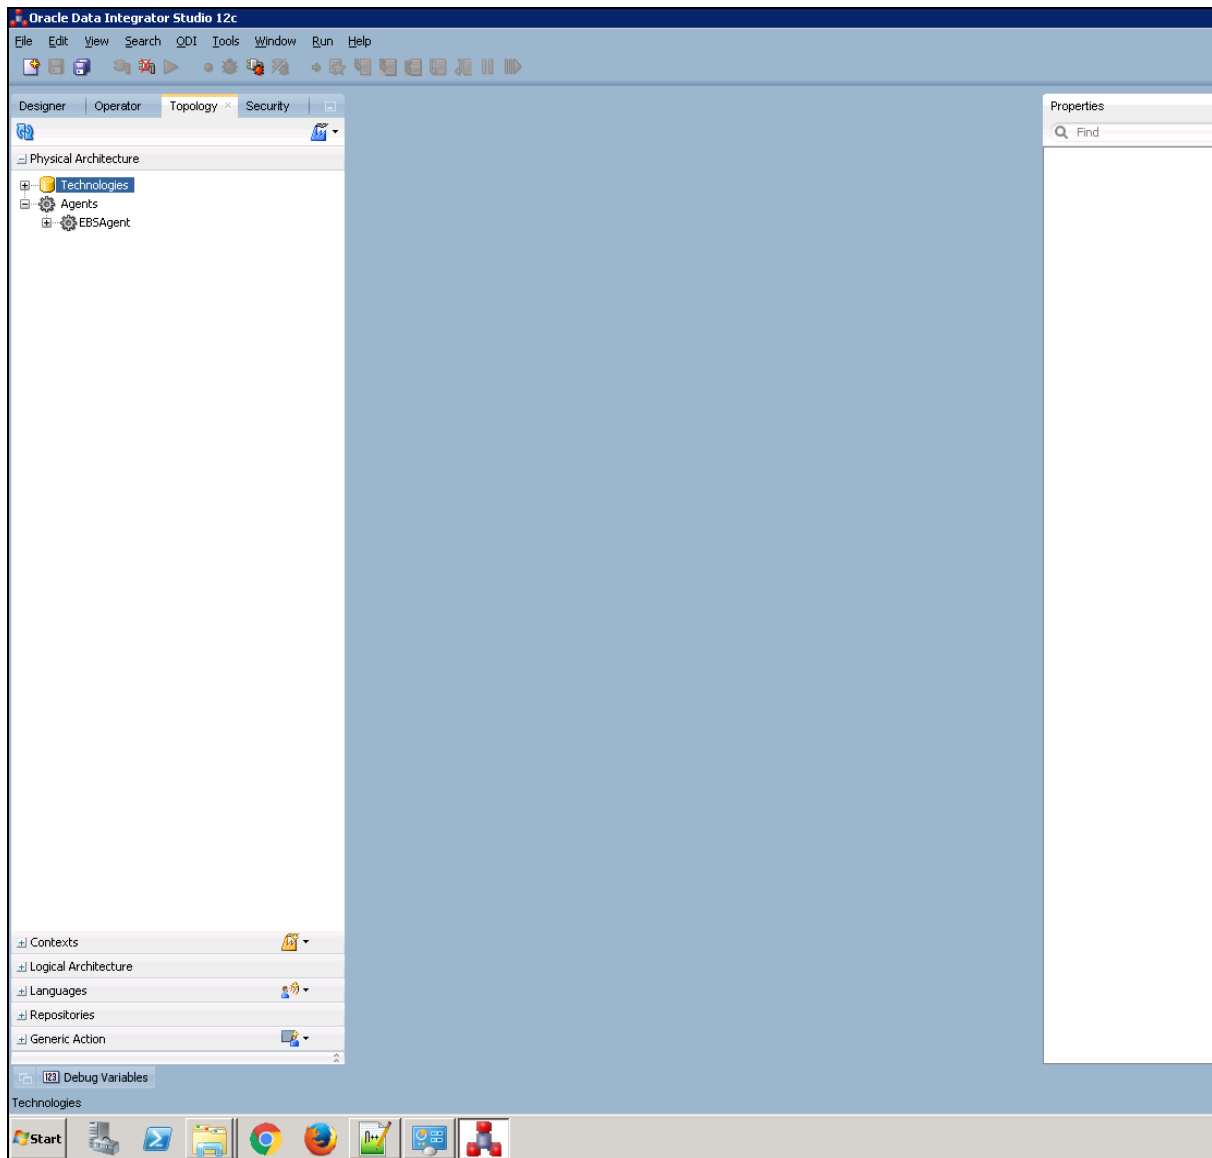 Oracle Data Integrator Studio 12c
File Edit View Search ODI Tools Window Run Help
Designer Operator Topology Security
Properties
Find
Physical Architecture
Technologies
Agents
EBSAgent
Contexts
Logical Architecture
Languages
Repositories
Generic Action
123 Debug Variables
Technologies
Start